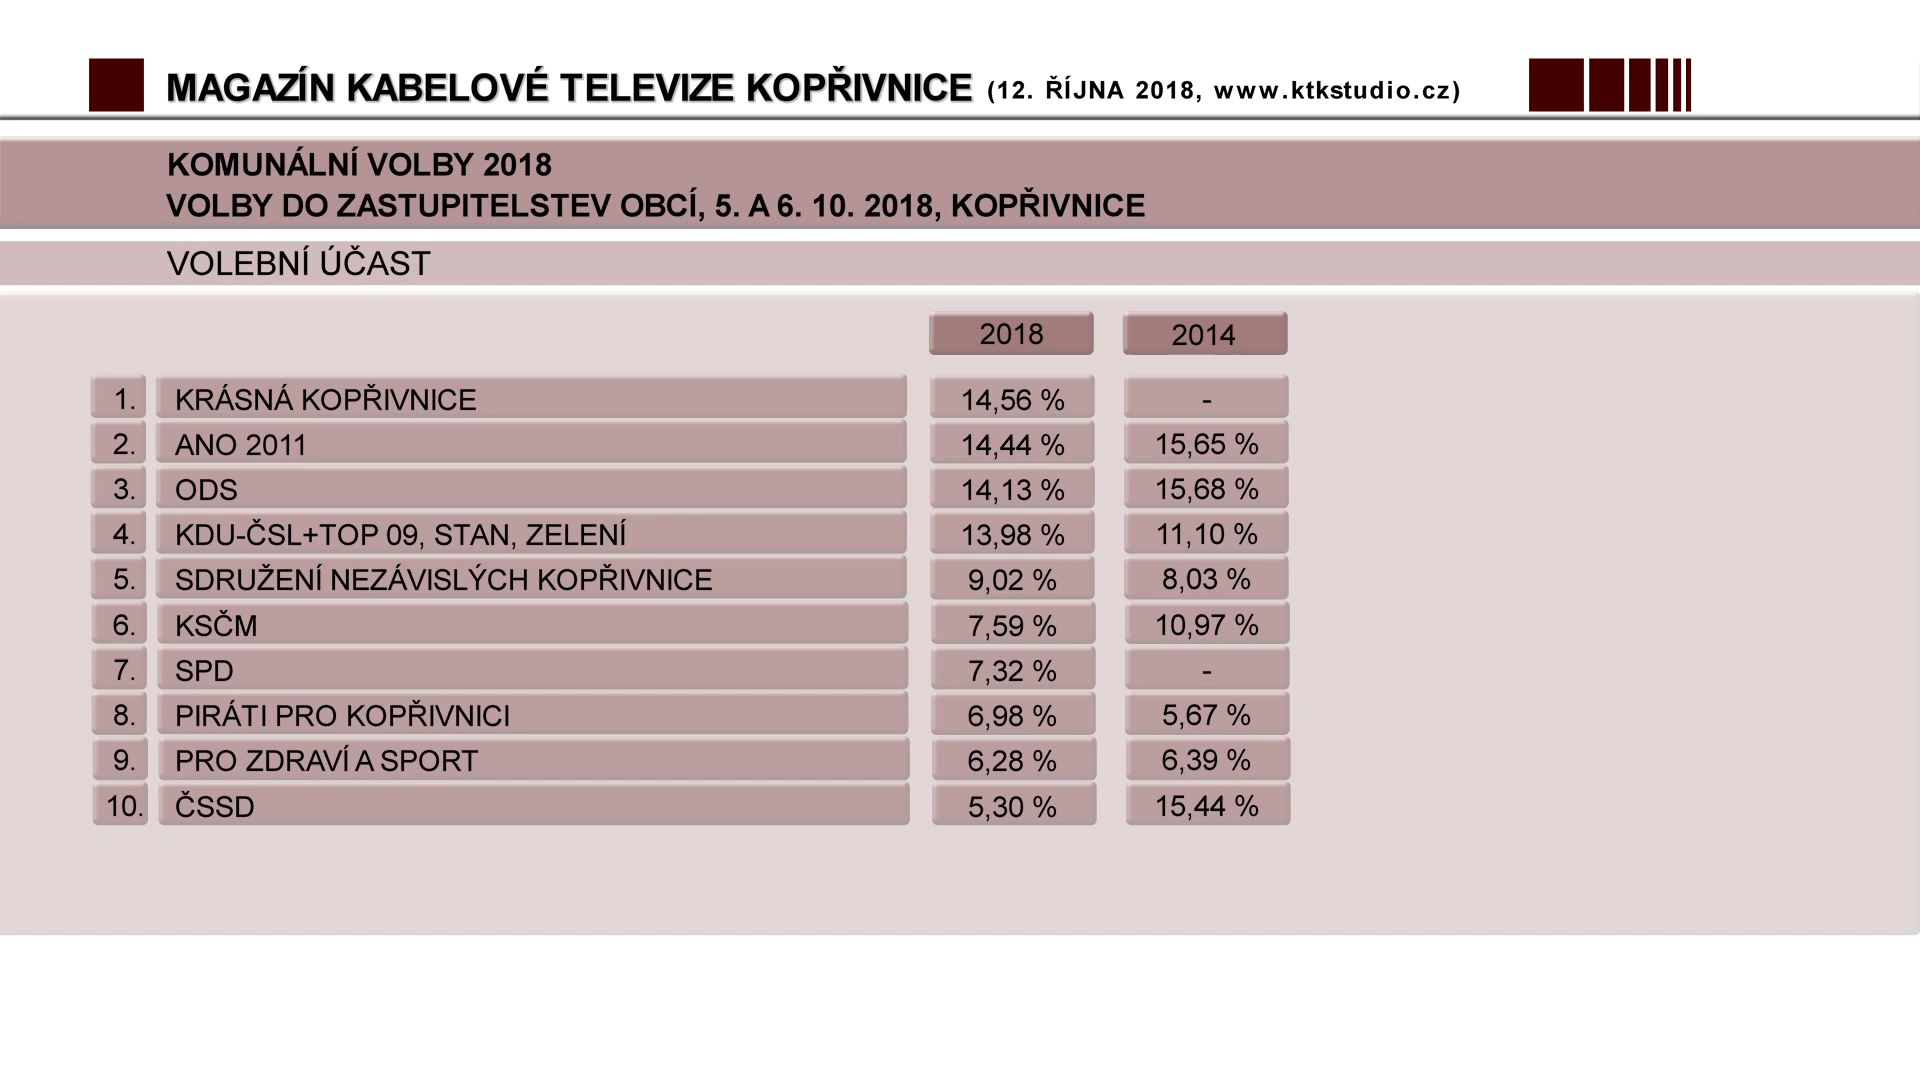 MAGAZÍN KABELOVÉ TELEVIZE KOPŘIVNICE (12. ŘÍJNA 2018, www.ktkstudio.cz)
KOMUNÁLNÍ VOLBY 2018
VOLBY DO ZASTUPITELSTEV OBCÍ, 5. A 6. 10. 2018, KOPŘIVNICE
VOLEBNÍ ÚČAST
2018 2014
1. KRÁSNÁ KOPŘIVNICE 14,56 % -
2. ANO 2011 14,44 % 15,65 %
3. ODS 14,13 % 15,68 %
4. KDU-ČSL+TOP 09, STAN, ZELENÍ 13,98 % 11,10 %
5. SDRUŽENÍ NEZÁVISLÝCH KOPŘIVNICE 9,02 % 8,03 %
6. KSČM 7,59 % 10,97 %
7. SPD 7,32 % -
8. PIRÁTI PRO KOPŘIVNICI 6,98 % 5,67 %
9. PRO ZDRAVÍ A SPORT 6,28 % 6,39 %
10. ČSSD 5,30 % 15,44 %